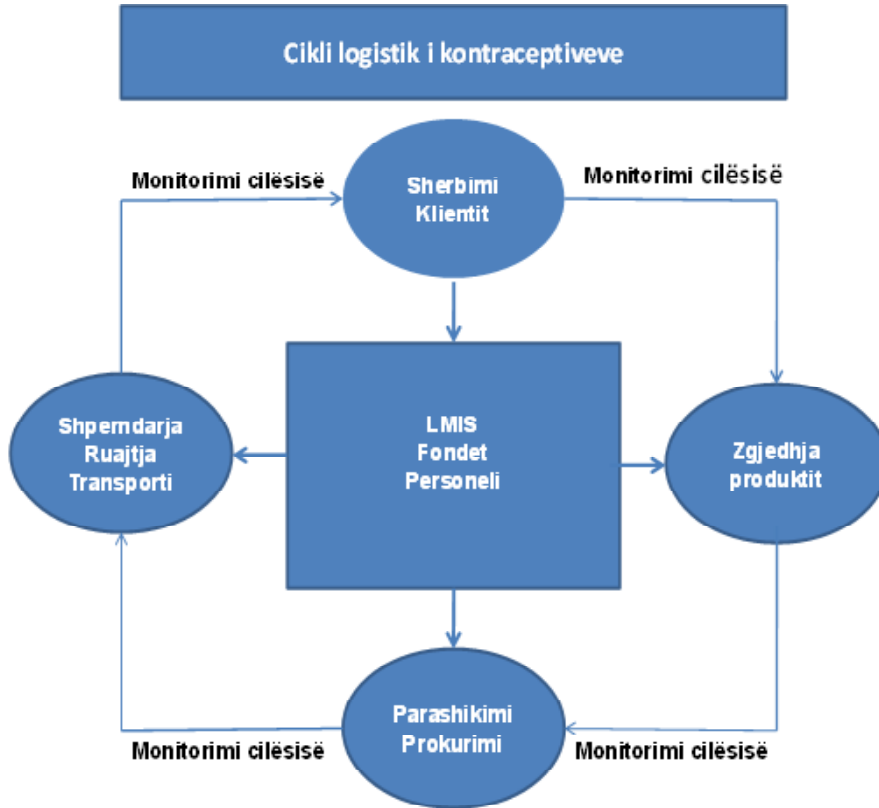 Cikli logistik i kontraceptiveve
Monitorimi cilësisë
Sherbimi
Klientit
Monitorimi cilësisë
Shperndarja
Ruajtja
Transporti
LMIS
Fondet
Personeli
Zgjedhja
produktit
Parashikimi
Prokurimi
Monitorimi cilësisë
Monitorimi cilësisë